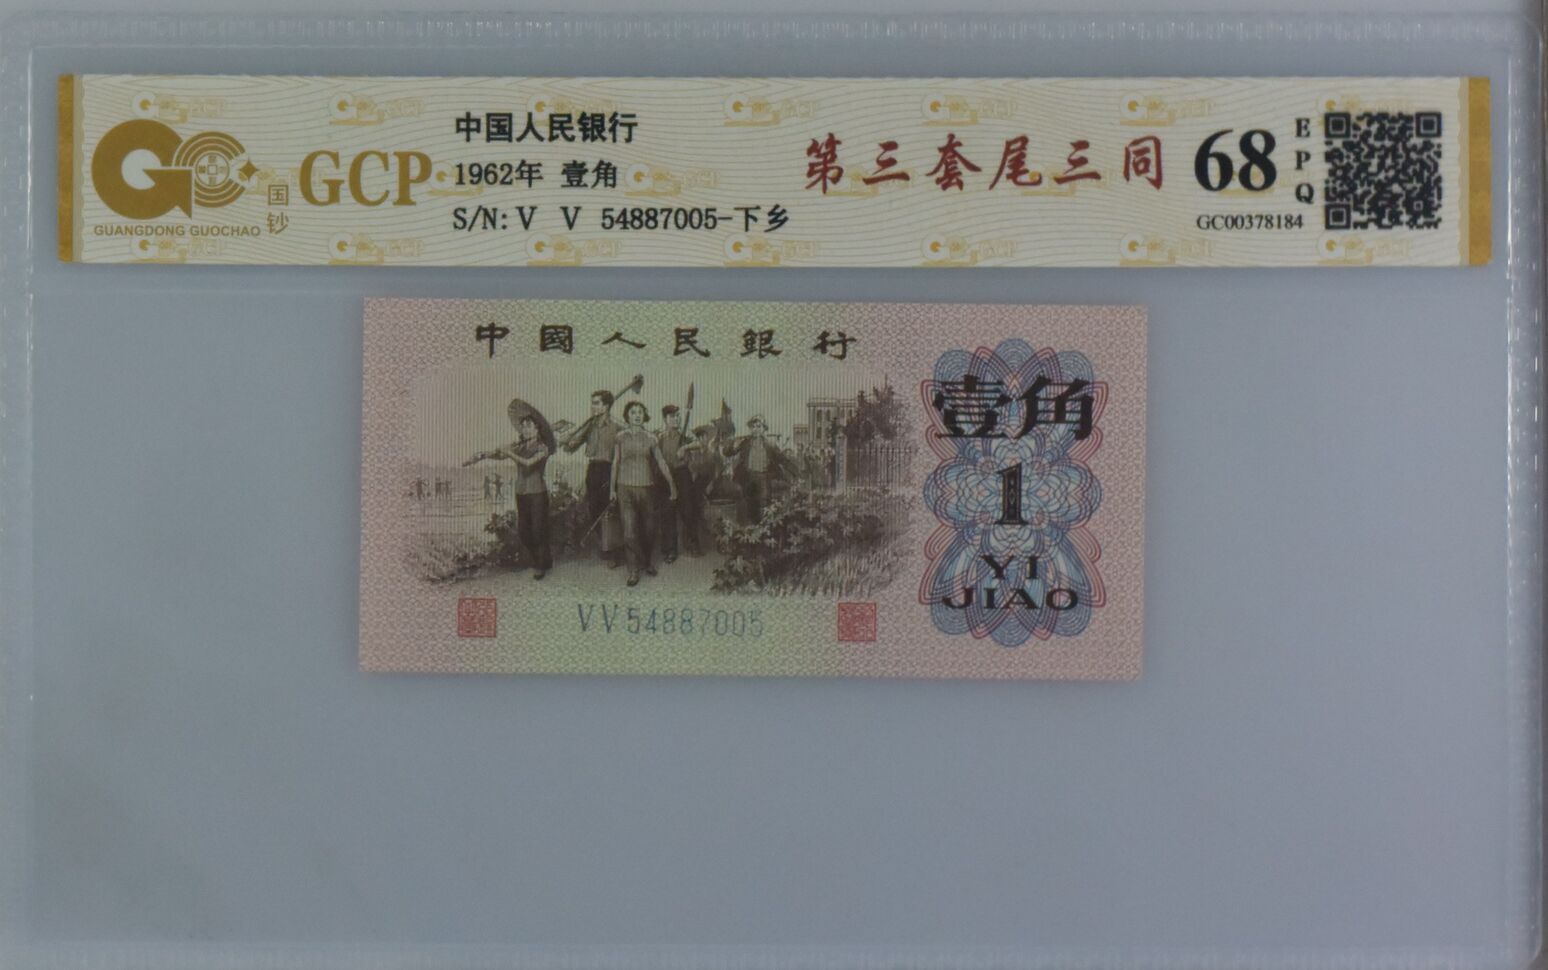 GCP
国
钞
GUANGDONG GUOCHAO
中国人民银行
1962年 壹角
S/N: V V 54887005-下乡
第三套尾三同
68
EPQ
GC00378184
中國人民銀行
壹角
1
YI
JIAO
VV54887005